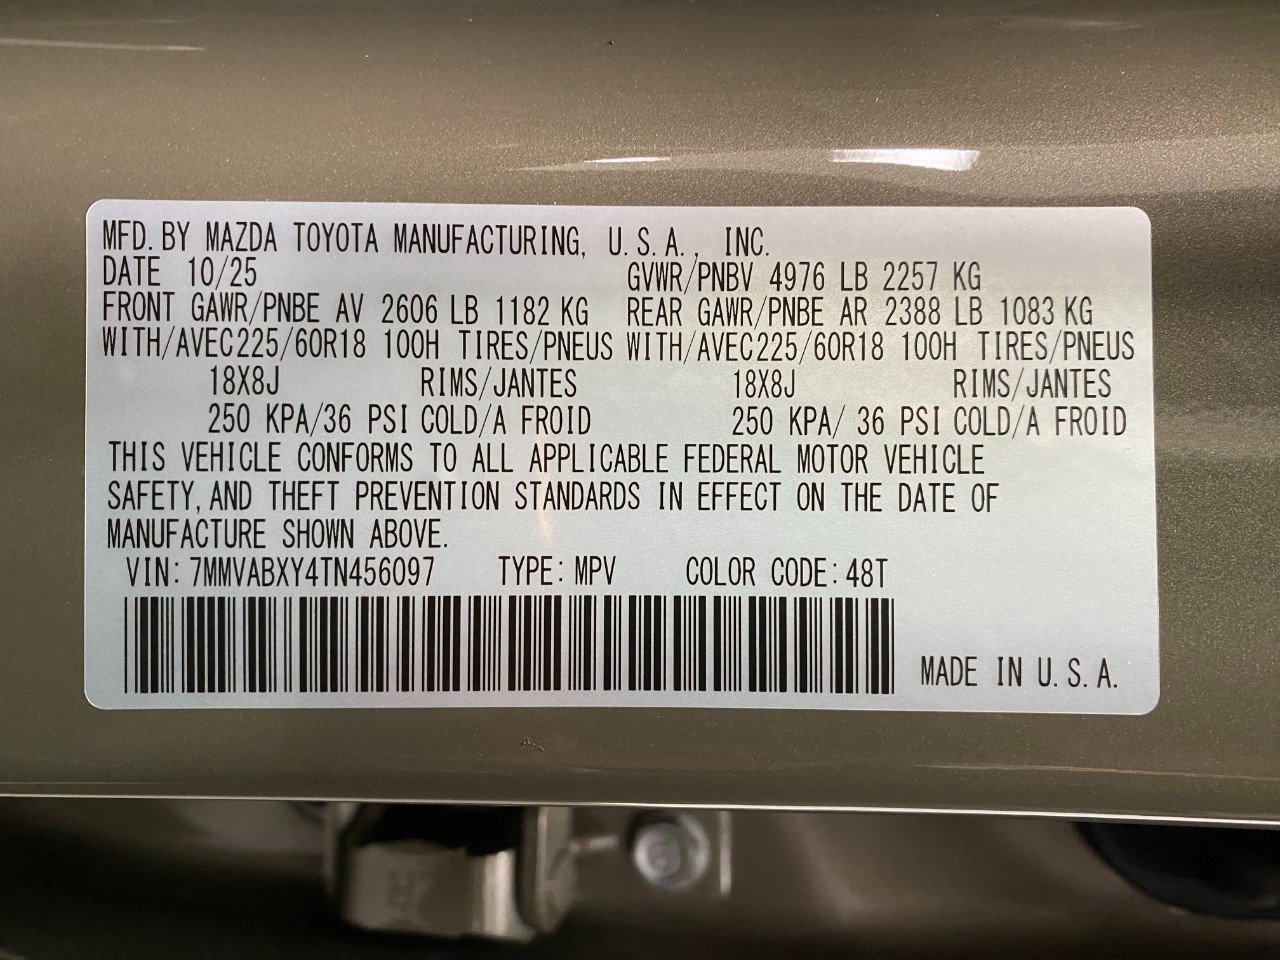 MFD. BY MAZDA TOYOTA MANUFACTURING, U.S.A., INC.
DATE 10/25 GVWR/PNBV 4976 LB 2257 KG
FRONT GAWR/PNBE AV 2606 LB 1182 KG REAR GAWR/PNBE AR 2388 LB 1083 KG
WITH/AVEC225/60R18 100H TIRES/PNEUS WITH/AVEC225/60R18 100H TIRES/PNEUS
18X8J RIMS/JANTES 18X8J RIMS/JANTES
250 KPA/36 PSI COLD/A FROID 250 KPA/ 36 PSI COLD/A FROID
THIS VEHICLE CONFORMS TO ALL APPLICABLE FEDERAL MOTOR VEHICLE
SAFETY, AND THEFT PREVENTION STANDARDS IN EFFECT ON THE DATE OF
MANUFACTURE SHOWN ABOVE.
VIN: 7MMVABXY4TN456097 TYPE: MPV COLOR CODE: 48T
MADE IN U.S.A.